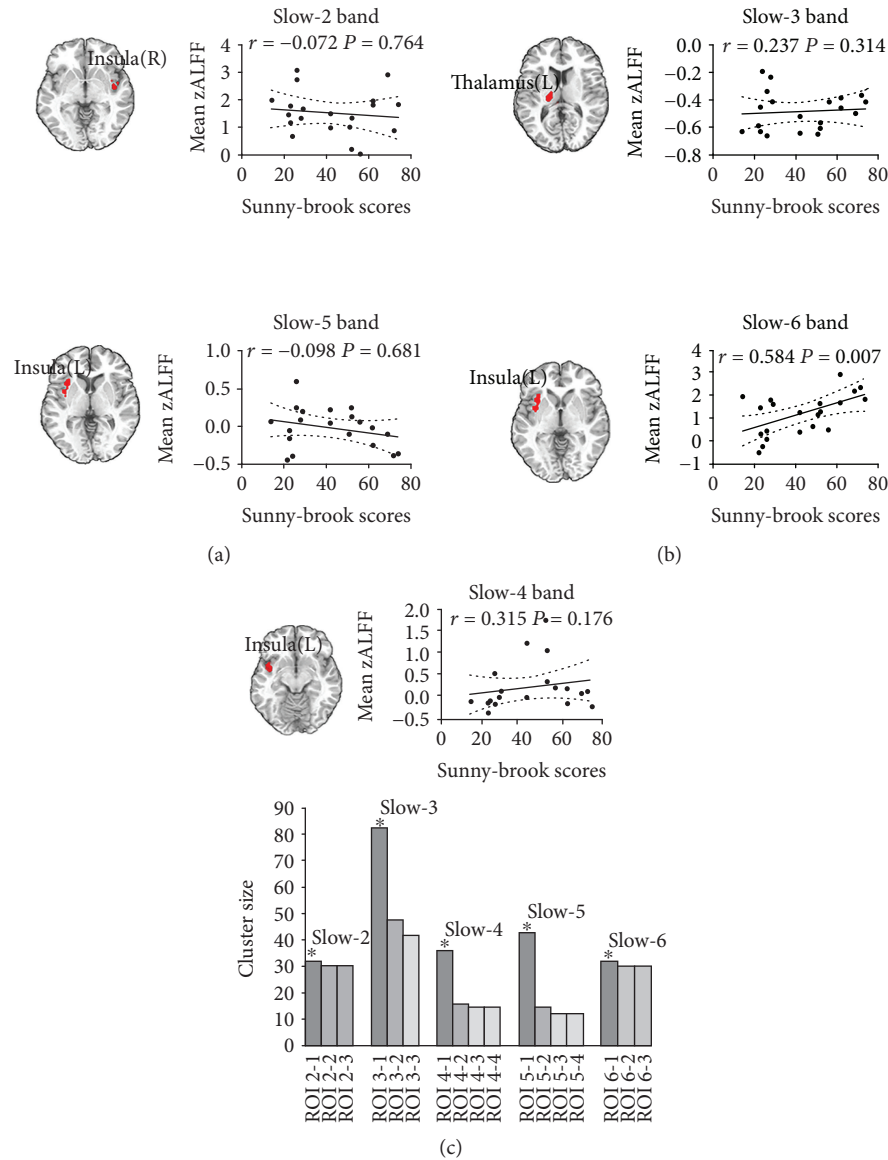 Slow-2 band
r = −0.072 P = 0.764
Insula(R)
Mean zALFF
4
3
2
1
0
0 20 40 60 80
Sunny-brook scores
Slow-3 band
r = 0.237 P = 0.314
Thalamus(L)
Mean zALFF
0.0
−0.2
−0.4
−0.6
−0.8
0 20 40 60 80
Sunny-brook scores
Slow-5 band
r = −0.098 P = 0.681
Insula(L)
Mean zALFF
1.0
0.5
0.0
−0.5
0 20 40 60 80
Sunny-brook scores
(a)
Slow-6 band
r = 0.584 P = 0.007
Insula(L)
Mean zALFF
4
3
2
1
0
−1
0 20 40 60 80
Sunny-brook scores
(b)
Slow-4 band
r = 0.315 P = 0.176
Insula(L)
Mean zALFF
2.0
1.5
1.0
0.5
0.0
−0.5
0 20 40 60 80
Sunny-brook scores
Cluster size
90
80
70
60
50
40
30
20
10
0
* Slow-2
* Slow-3
* Slow-4
* Slow-5
* Slow-6
ROI 2-1
ROI 2-2
ROI 2-3
ROI 3-1
ROI 3-2
ROI 3-3
ROI 4-1
ROI 4-2
ROI 4-3
ROI 4-4
ROI 5-1
ROI 5-2
ROI 5-3
ROI 5-4
ROI 6-1
ROI 6-2
ROI 6-3
(c)